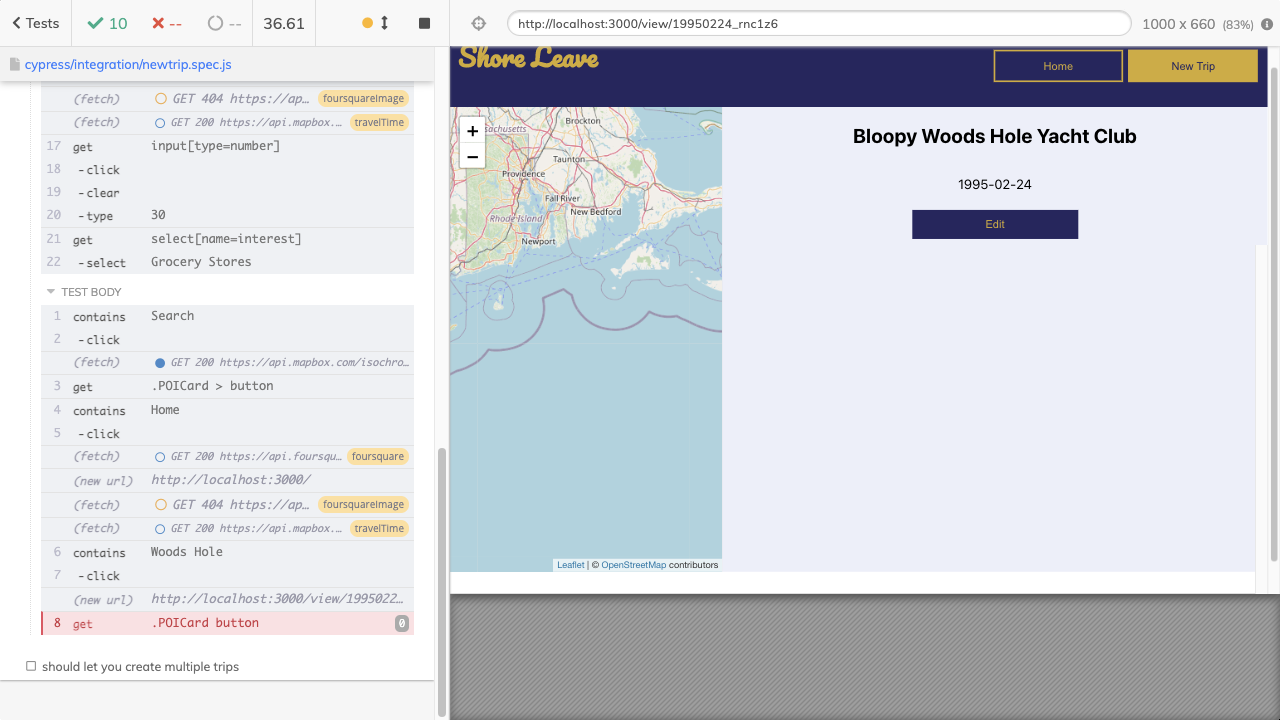 Tests
10
--
--
36.61
http://localhost:3000/view/19950224_rnc1z6
1000 x 660 (83%)
cypress/integration/newtrip.spec.js
(fetch) GET 404 https://ap... foursquareImage
(fetch) GET 200 https://api.mapbox.... travelTime
17 get input[type=number]
18 -click
19 -clear
20 -type 30
21 get select[name=interest]
22 -select Grocery Stores
TEST BODY
1 contains Search
2 -click
(fetch) GET 200 https://api.mapbox.com/isochro...
3 get .POICard > button
4 contains Home
5 -click
(fetch) GET 200 https://api.foursqu... foursquare
(new url) http://localhost:3000/
(fetch) GET 404 https://ap... foursquareImage
(fetch) GET 200 https://api.mapbox.... travelTime
6 contains Woods Hole
7 -click
(new url) http://localhost:3000/view/1995022...
8 get .POICard button 0
should let you create multiple trips
Shore Leave
Home
New Trip
+
−
sachusetts
Brockton
Taunton
Providence
Fall River
New Bedford
Rhode Island
Newport
Leaflet | © OpenStreetMap contributors
Bloopy Woods Hole Yacht Club
1995-02-24
Edit